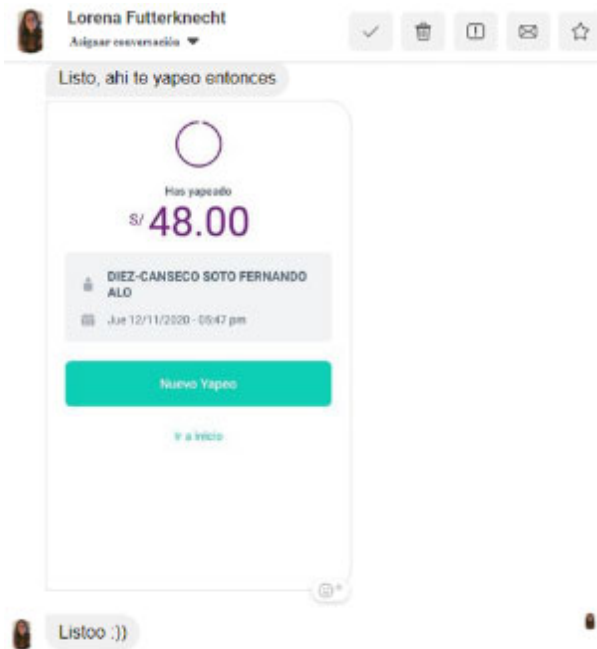 Lorena Futterknecht
Asignar conversación
Listo, ahi te yapeo entonces
Has yapeado
S/ 48.00
DIEZ-CANSECO SOTO FERNANDO
ALO
Jue 12/11/2020 - 05:47 pm
Nuevo Yapeo
Ir a inicio
Listoo :))